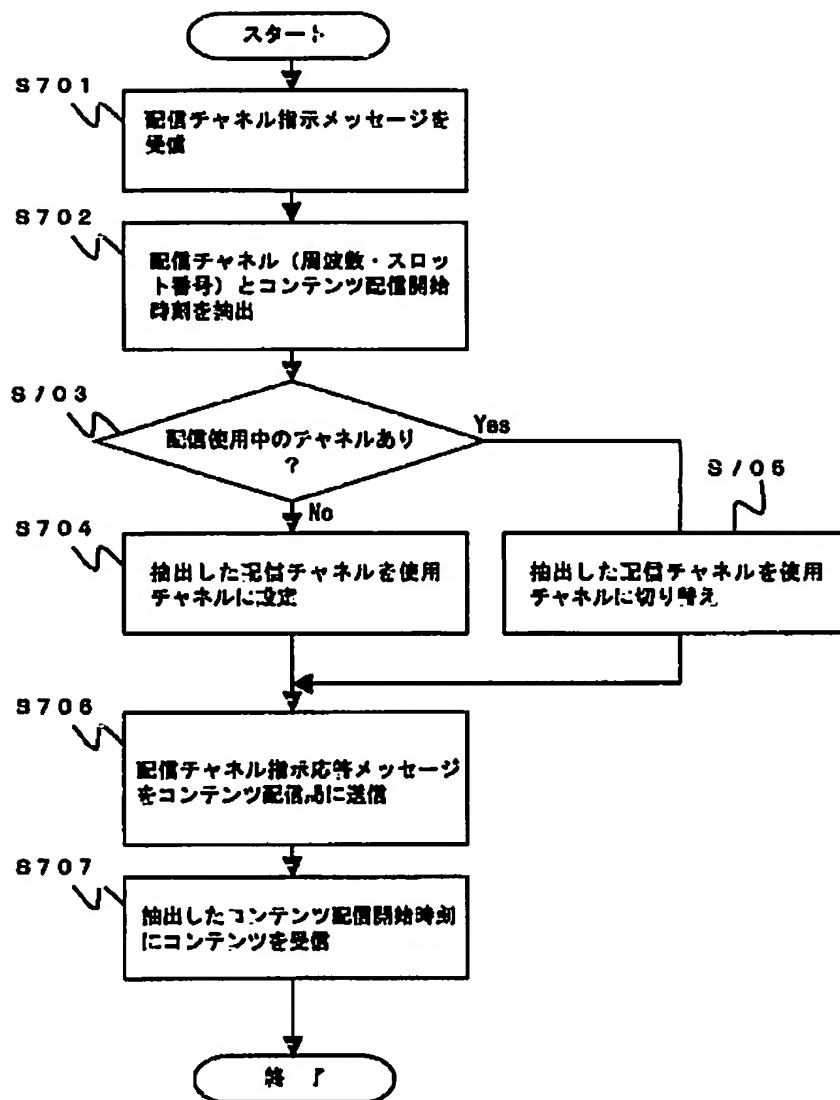 スタート
S701
配信チャネル指示メッセージを
受信
S702
配信チャネル（周波数・スロッ
ト番号）とコンテンツ配信開始
時刻を抽出
S703
配信使用中のチャネルあり
？
Yes
No
S705
S704
抽出した配信チャネルを使用
チャネルに設定
抽出した配信チャネルを使用
チャネルに切り替え
S706
配信チャネル指示応答メッセージ
をコンテンツ配信局に送信
S707
抽出したコンテンツ配信開始時刻
にコンテンツを受信
終 了